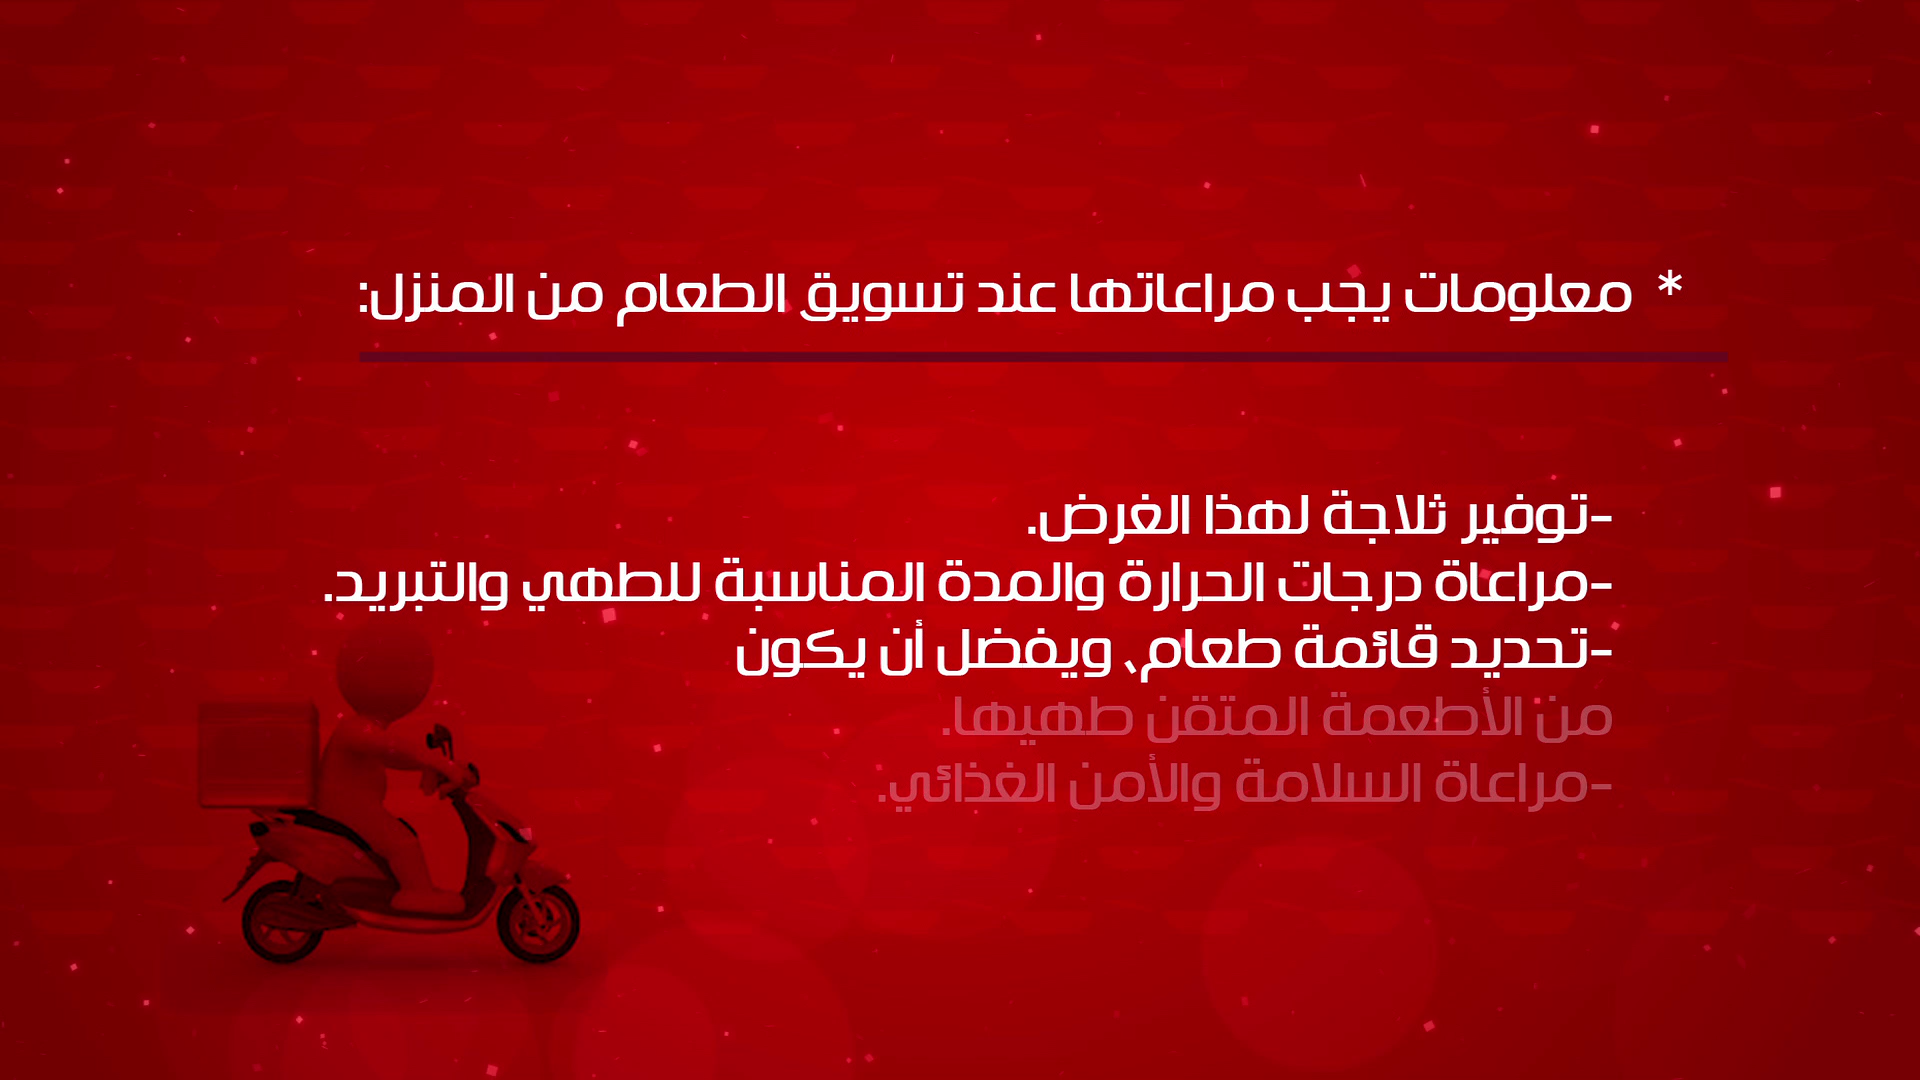 * معلومات يجب مراعاتها عند تسويق الطعام من المنزل:
-توفير ثلاجة لهذا الغرض.
-مراعاة درجات الحرارة والمدة المناسبة للطهي والتبريد.
-تحديد قائمة طعام، ويفضل أن يكون
من الأطعمة المتقن طهيها.
-مراعاة السلامة والأمن الغذائي.